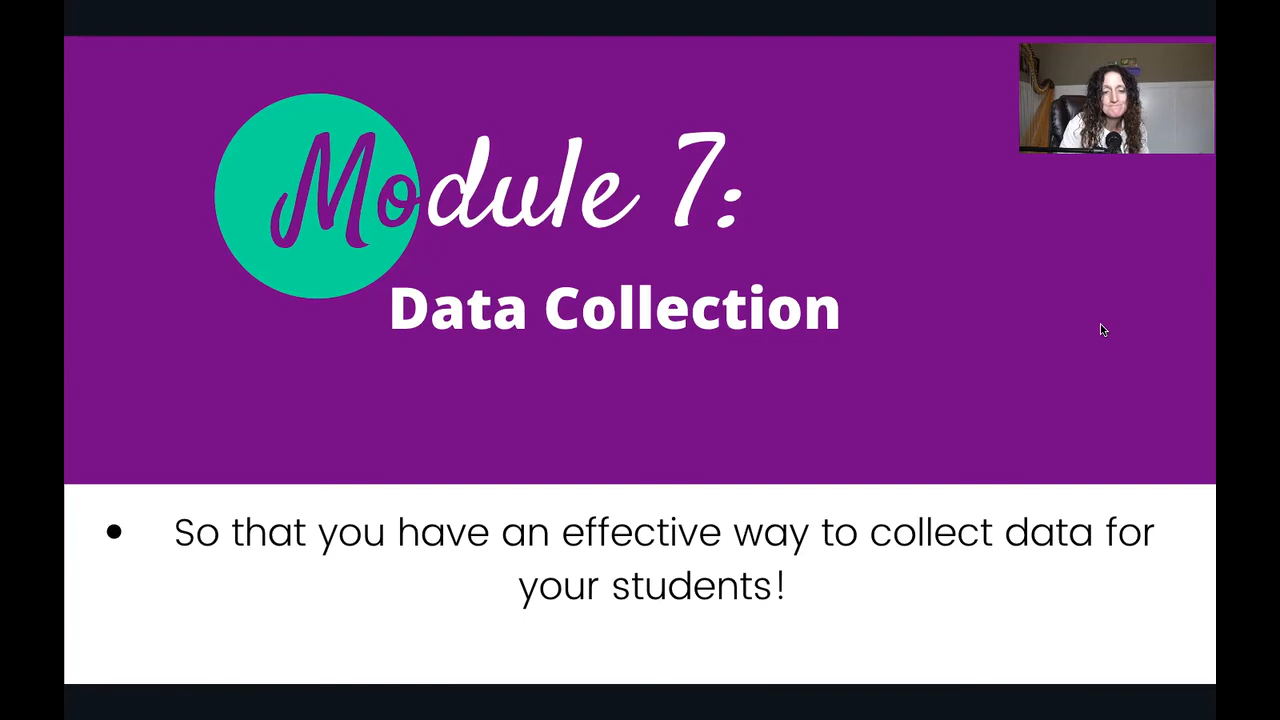 Module 7:
Data Collection
• So that you have an effective way to collect data for
your students!